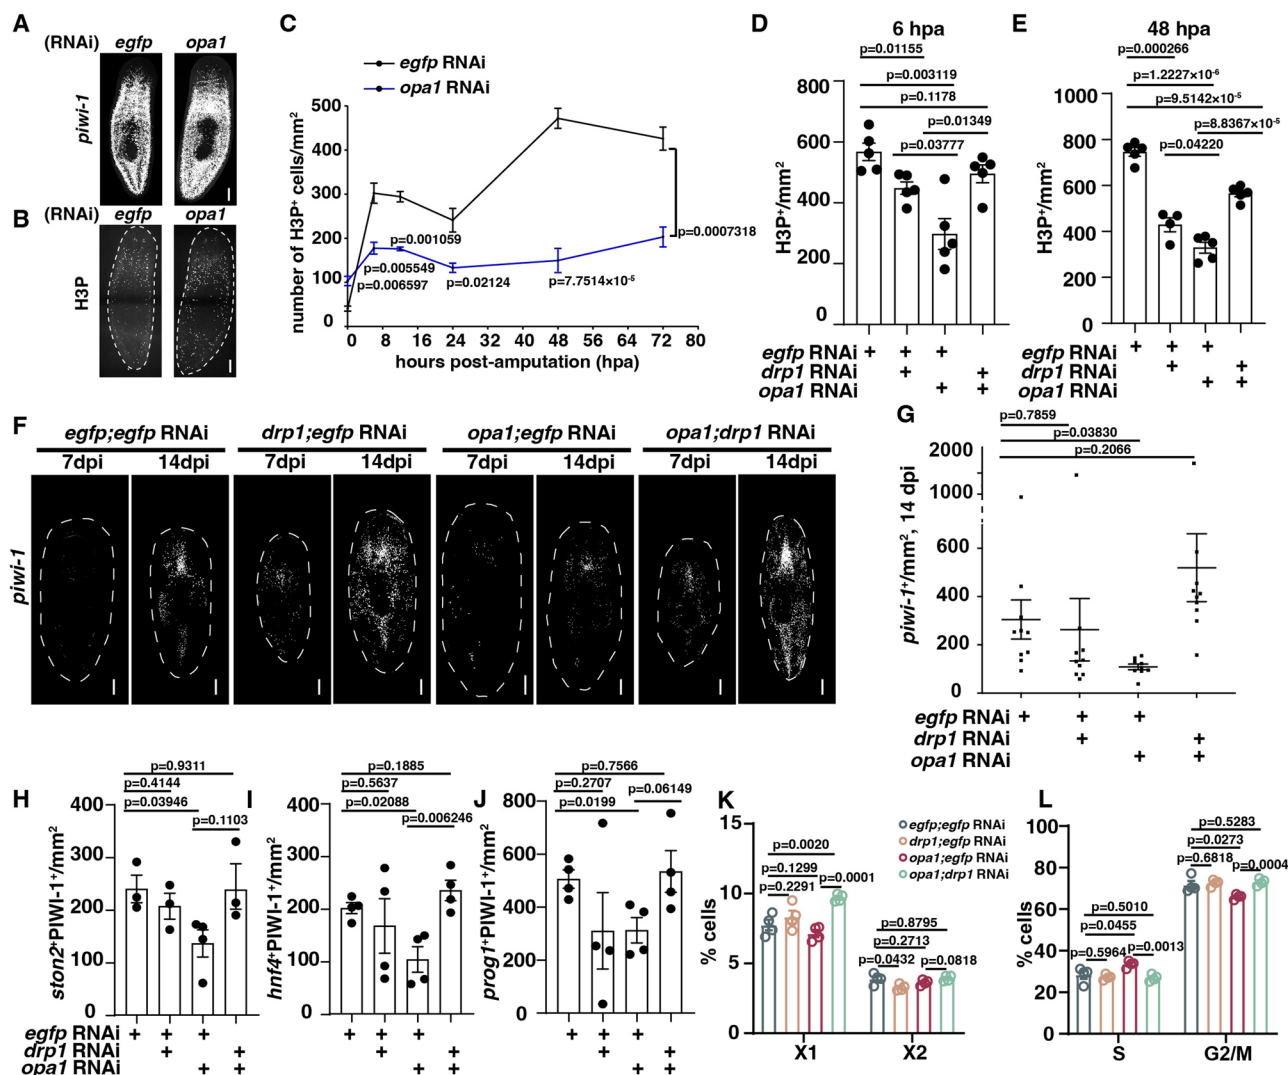 A
(RNAi) egfp opa1
piwi-1
B
(RNAi) egfp opa1
H3P
C
egfp RNAi
opa1 RNAi
number of H3P+ cells/mm2
500
400
300
200
100
0
p=0.001059
p=0.005549
p=0.006597
p=0.02124
p=7.7514×10-5
p=0.0007318
0 8 16 24 32 40 48 56 64 72 80
hours post-amputation (hpa)
D 6 hpa
p=0.01155
p=0.003119
p=0.1178
p=0.01349
p=0.03777
H3P+/mm2
800
600
400
200
0
egfp RNAi + + +
drp1 RNAi + +
opa1 RNAi + +
E 48 hpa
p=0.000266
p=1.2227×10-6
p=9.5142×10-5
p=8.8367×10-5
p=0.04220
H3P+/mm2
1000
800
600
400
200
0
+ + +
+ +
+ +
egfp RNAi
drp1 RNAi
opa1 RNAi
F
egfp;egfp RNAi drp1;egfp RNAi opa1;egfp RNAi opa1;drp1 RNAi
7dpi 14dpi 7dpi 14dpi 7dpi 14dpi 7dpi 14dpi
piwi-1
G
p=0.7859
p=0.03830
p=0.2066
piwi-1+/mm2, 14 dpi
2000
1000
600
400
200
0
egfp RNAi + + +
drp1 RNAi + +
opa1 RNAi + +
H
p=0.9311
p=0.4144
p=0.03946
p=0.1103
ston2+PIWI-1+/mm2
400
300
200
100
0
egfp RNAi + + +
drp1 RNAi + +
opa1 RNAi + +
I
p=0.1885
p=0.5637
p=0.02088
p=0.006246
hnf4+PIWI-1+/mm2
400
300
200
100
0
+ + +
+ +
+ +
J
p=0.7566
p=0.2707
p=0.06149
p=0.0199
prog1+PIWI-1+/mm2
800
600
400
200
0
+ + +
+ +
+ +
K
egfp;egfp RNAi
drp1;egfp RNAi
opa1;egfp RNAi
opa1;drp1 RNAi
p=0.0020
p=0.1299
p=0.2291
p=0.0001
p=0.8795
p=0.2713
p=0.0432
p=0.0818
% cells
15
10
5
0
X1 X2
L
p=0.5283
p=0.0273
p=0.6818
p=0.0004
p=0.5010
p=0.0455
p=0.5964
p=0.0013
% cells
100
80
60
40
20
0
S G2/M